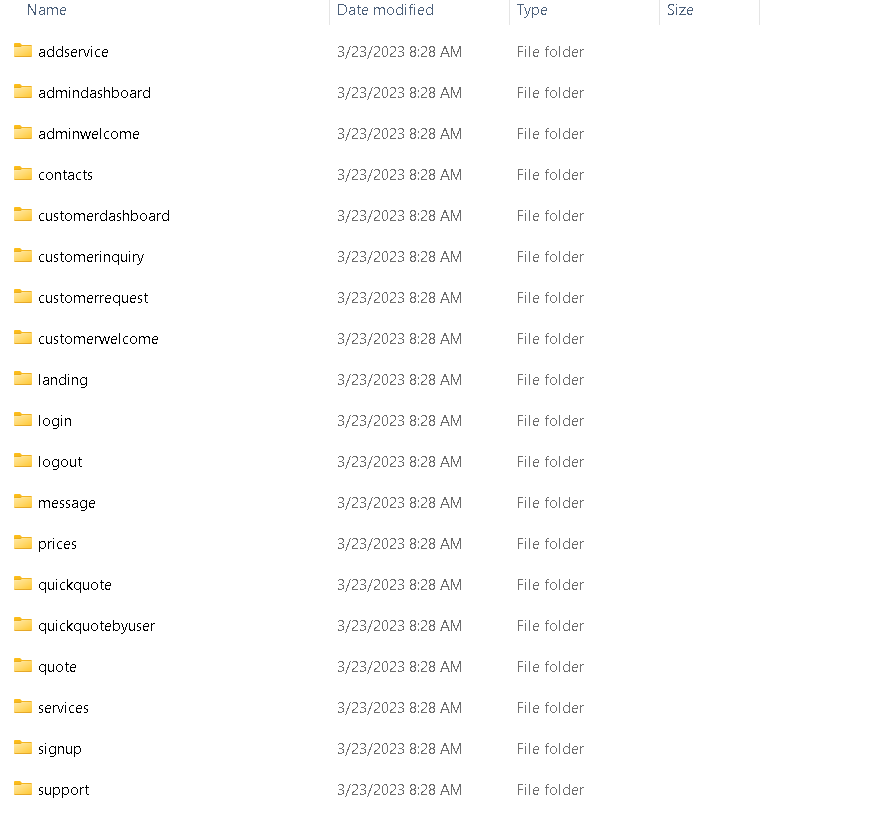 Name Date modified Type Size
addservice 3/23/2023 8:28 AM File folder
admindashboard 3/23/2023 8:28 AM File folder
adminwelcome 3/23/2023 8:28 AM File folder
contacts 3/23/2023 8:28 AM File folder
customerdashboard 3/23/2023 8:28 AM File folder
customerinquiry 3/23/2023 8:28 AM File folder
customerrequest 3/23/2023 8:28 AM File folder
customerwelcome 3/23/2023 8:28 AM File folder
landing 3/23/2023 8:28 AM File folder
login 3/23/2023 8:28 AM File folder
logout 3/23/2023 8:28 AM File folder
message 3/23/2023 8:28 AM File folder
prices 3/23/2023 8:28 AM File folder
quickquote 3/23/2023 8:28 AM File folder
quickquotebyuser 3/23/2023 8:28 AM File folder
quote 3/23/2023 8:28 AM File folder
services 3/23/2023 8:28 AM File folder
signup 3/23/2023 8:28 AM File folder
support 3/23/2023 8:28 AM File folder